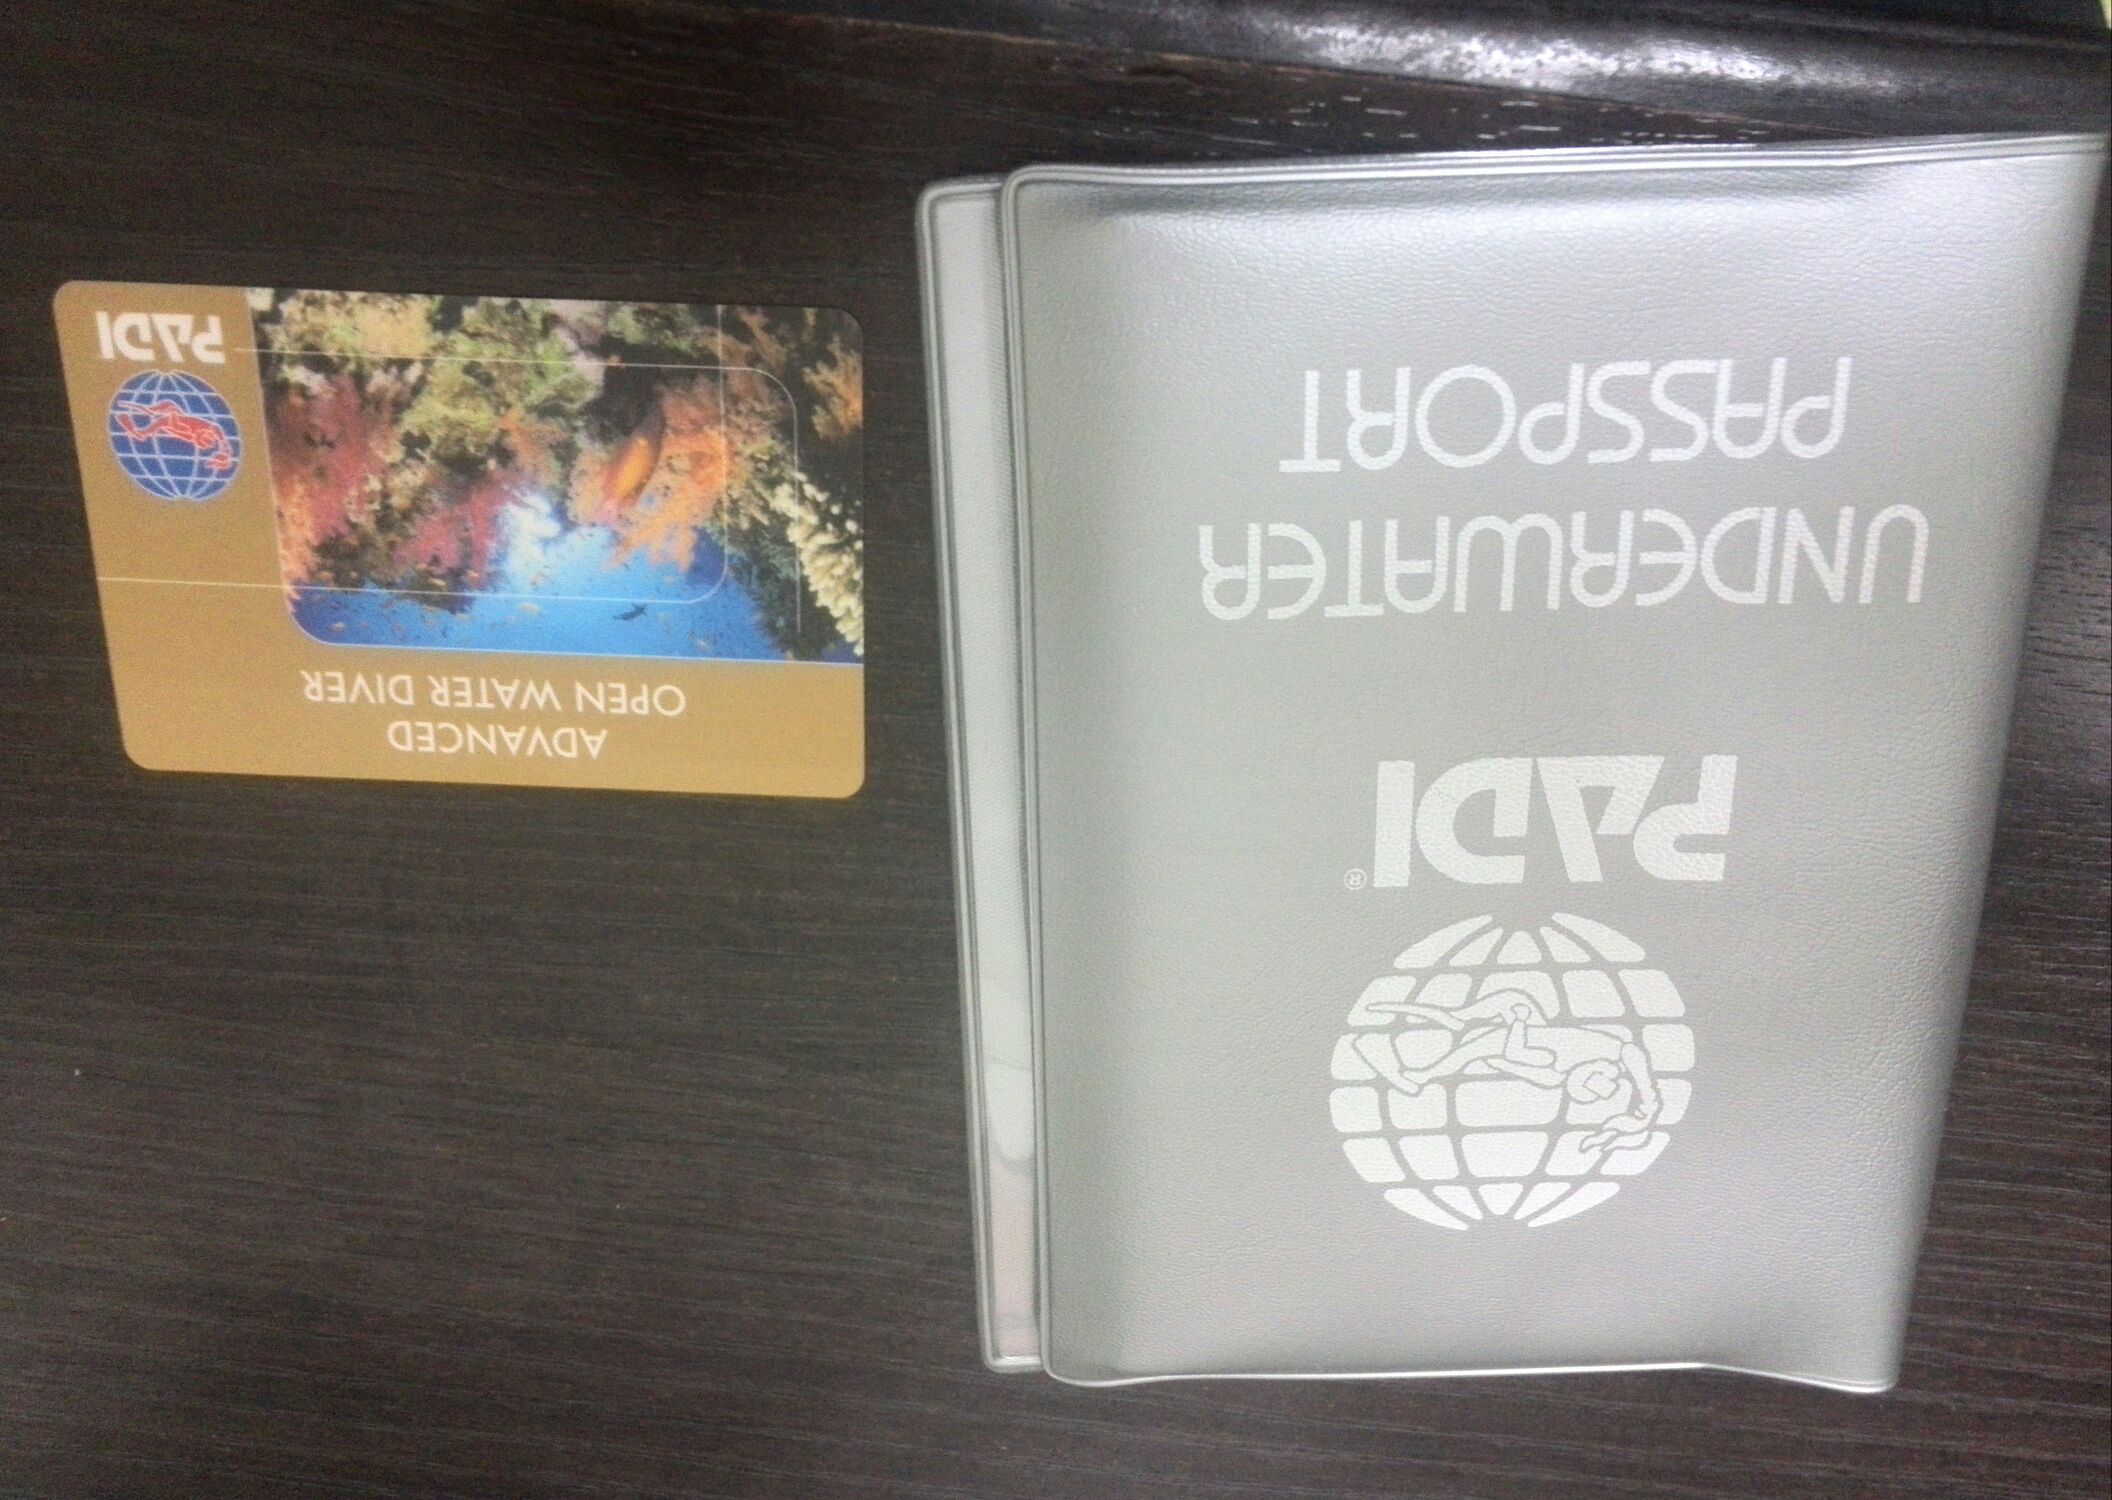 ADVANCED
OPEN WATER DIVER
PADI
PADI®
UNDERWATER
PASSPORT